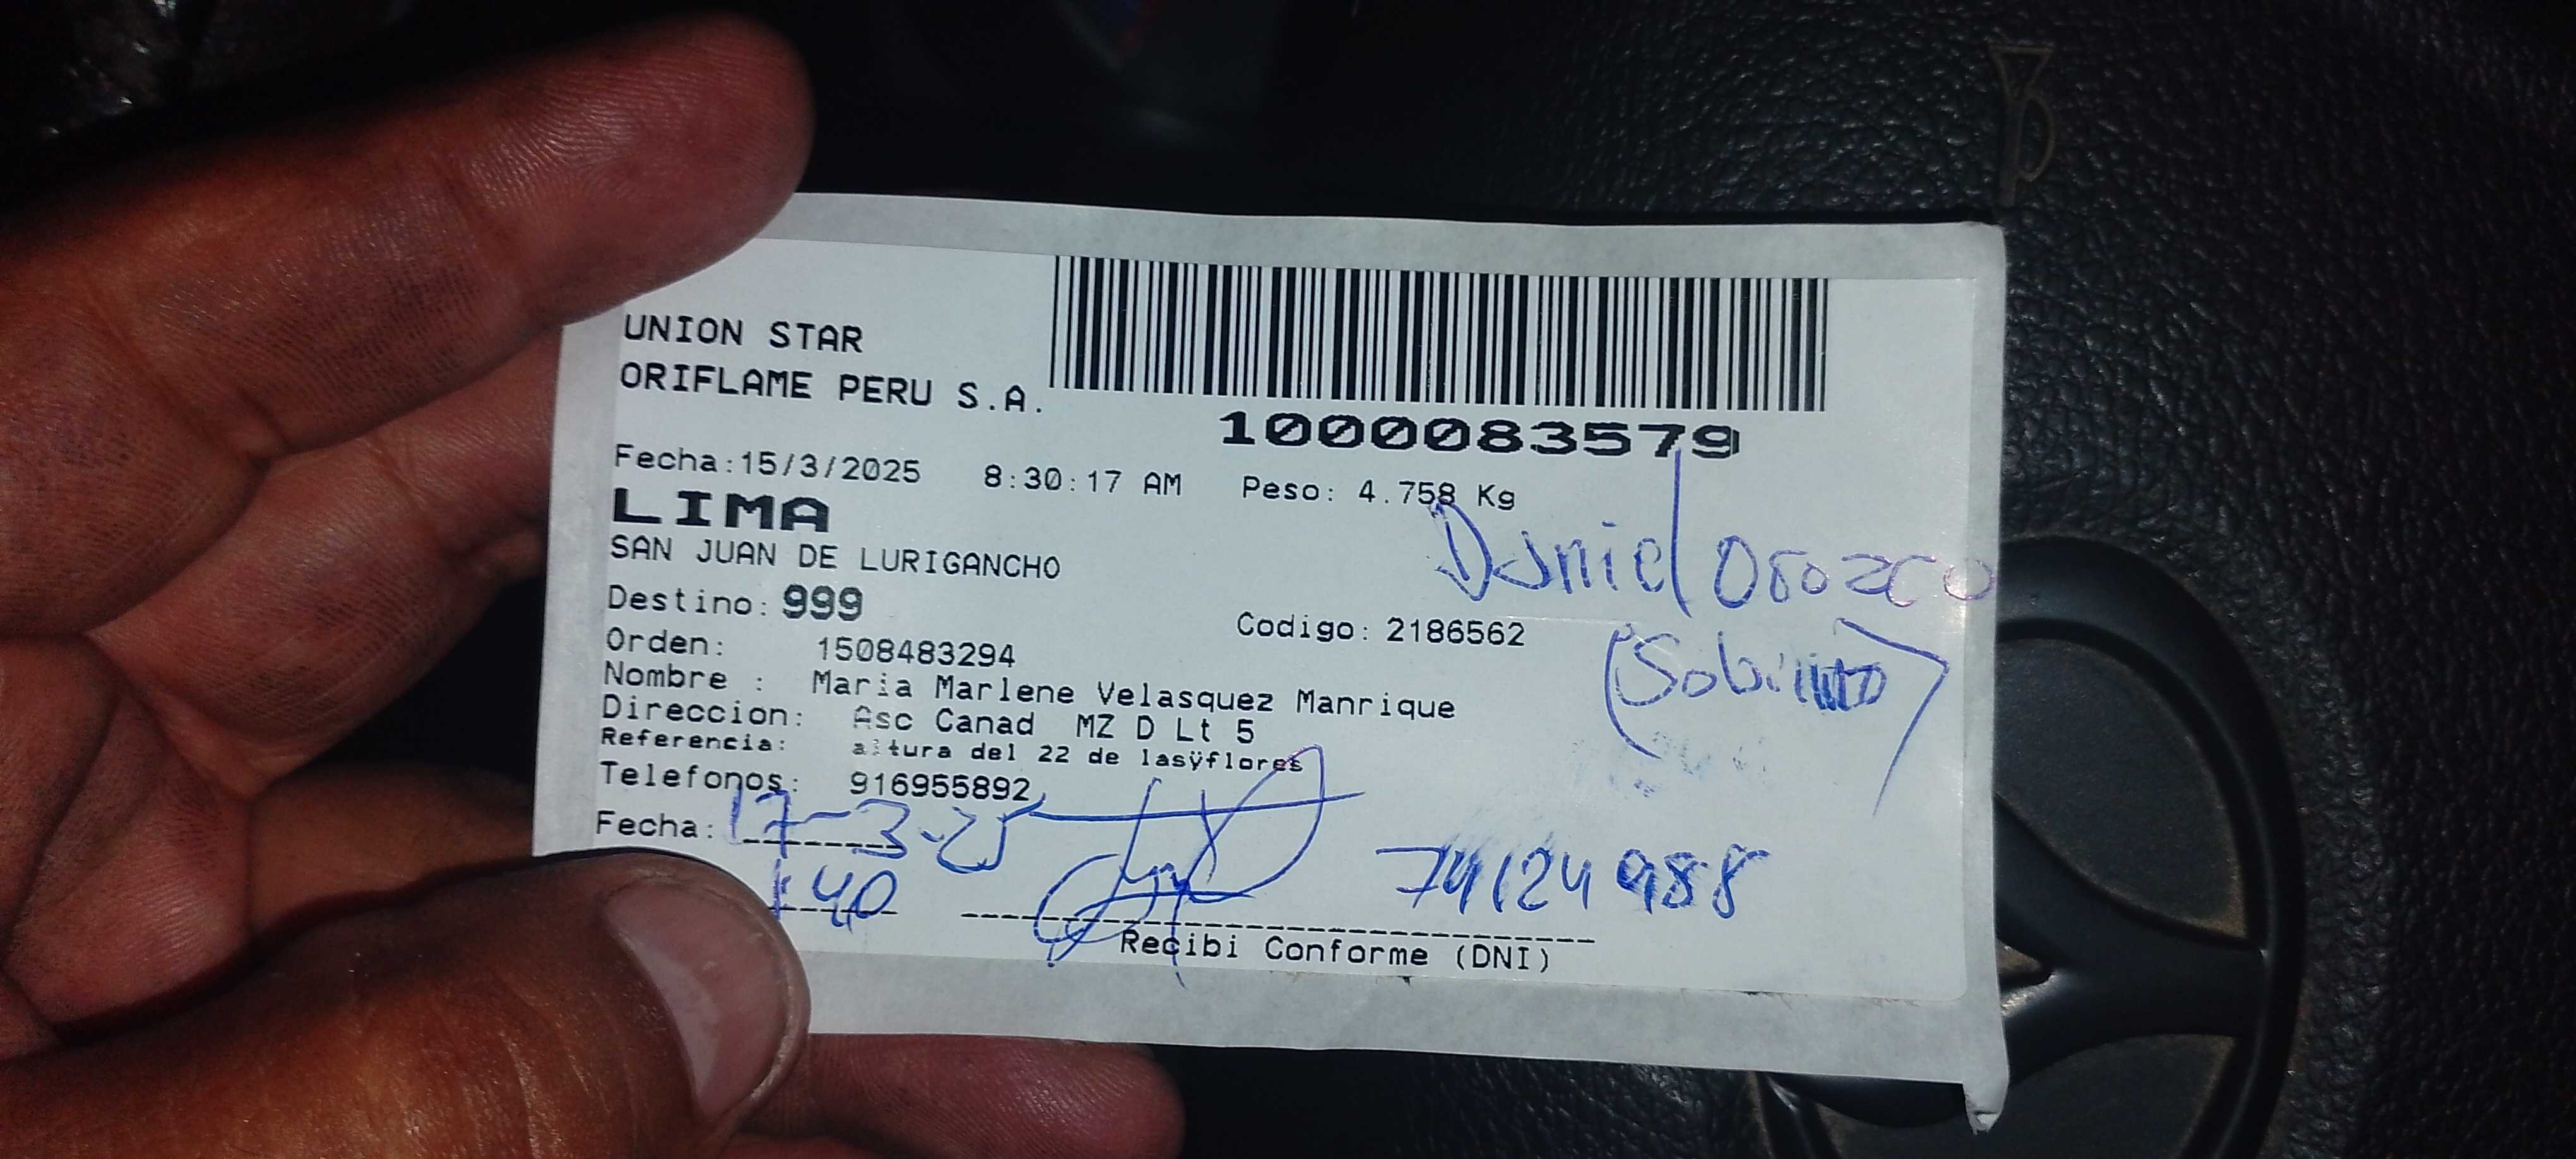 UNION STAR
ORIFLAME PERU S.A.
1000083579
Fecha:15/3/2025 8:30:17 AM Peso: 4.758 Kg
LIMA
SAN JUAN DE LURIGANCHO
Daniel Orozco
Destino: 999
Codigo: 2186562
(Sobrino)
Orden: 1508483294
Nombre : Maria Marlene Velasquez Manrique
Direccion: Asc Canad MZ D Lt 5
Referencia: altura del 22 de lasÿflores
Telefonos: 916955892
Fecha: 17-3-25
1:40
74124988
Recibi Conforme (DNI)